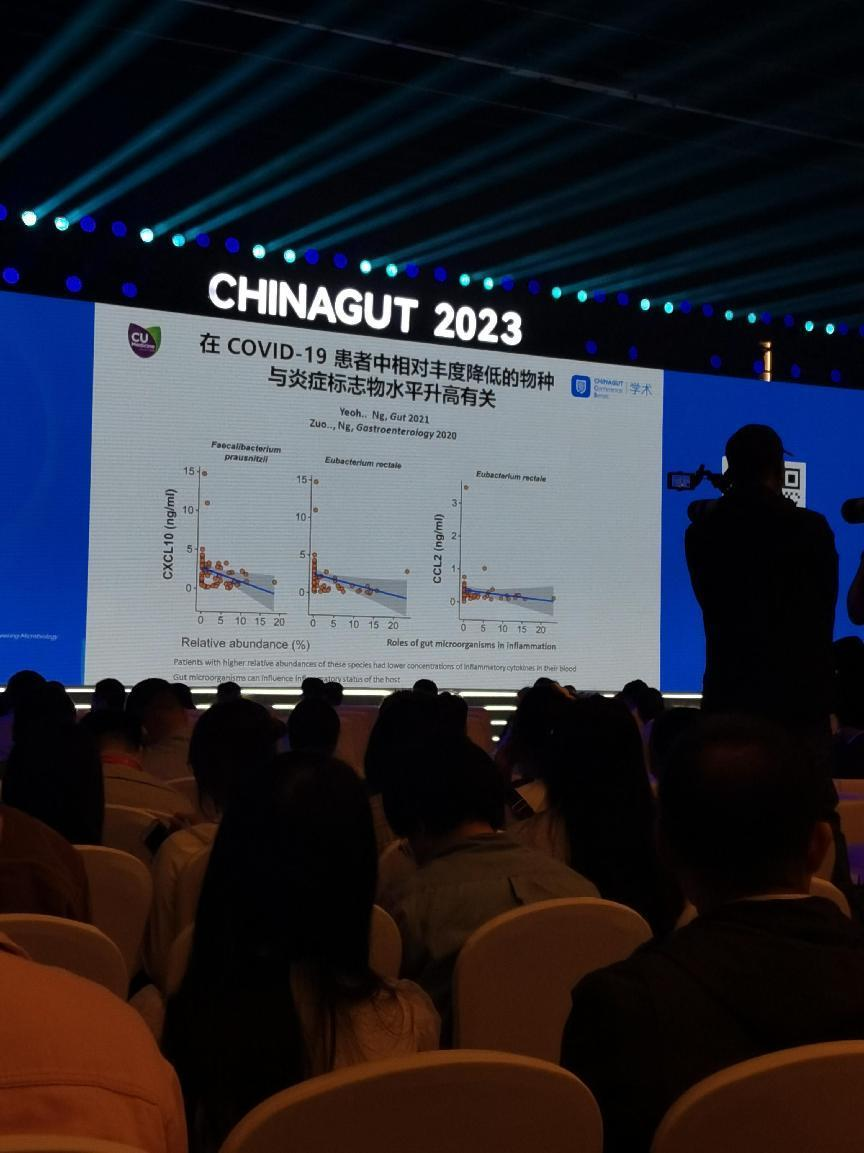 CHINAGUT 2023
CU
Medicine
在 COVID-19 患者中相对丰度降低的物种
与炎症标志物水平升高有关
CHINAGUT
Conference
学术
Yeoh.. Ng, Gut 2021
Zuo.., Ng, Gastroenterology 2020
Faecalibacterium
prausnitzii
Eubacterium rectale
Eubacterium rectale
CXCL10 (ng/ml)
15
10
5
0
0 5 10 15 20
15
10
5
0
0 5 10 15 20
CCL2 (ng/ml)
3
2
1
0
0 5 10 15 20
Relative abundance (%)
Roles of gut microorganisms in inflammation
Patients with higher relative abundances of these species had lower concentrations of inflammatory cytokines in their blood
Gut microorganisms can influence inflammatory status of the host
Microbiology